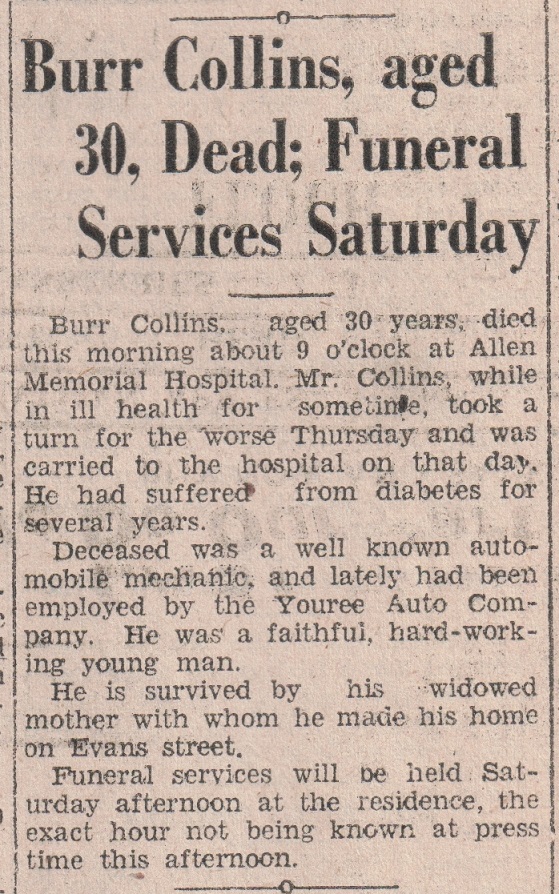 Burr Collins, aged
30, Dead; Funeral
Services Saturday
Burr Collins, aged 30 years, died
this morning about 9 o'clock at Allen
Memorial Hospital. Mr. Collins, while
in ill health for sometime, took a
turn for the worse Thursday and was
carried to the hospital on that day.
He had suffered from diabetes for
several years.
Deceased was a well known auto-
mobile mechanic, and lately had been
employed by the Youree Auto Com-
pany. He was a faithful, hard-work-
ing young man.
He is survived by his widowed
mother with whom he made his home
on Evans street.
Funeral services will be held Sat-
urday afternoon at the residence, the
exact hour not being known at press
time this afternoon.